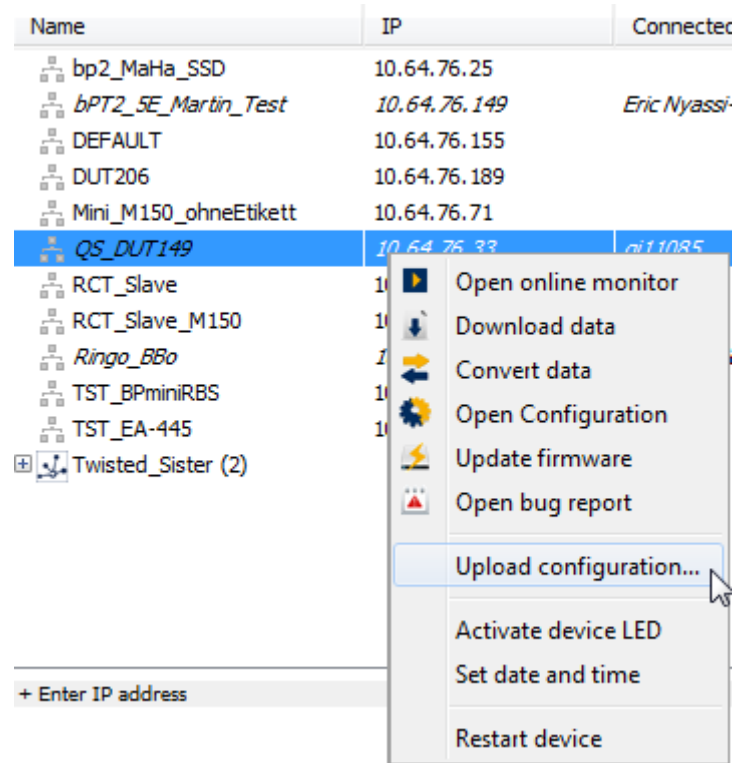 Name IP Connected
bp2_MaHa_SSD 10.64.76.25
bPT2_5E_Martin_Test 10.64.76.149 Eric Nyassi-
DEFAULT 10.64.76.155
DUT206 10.64.76.189
Mini_M150_ohneEtikett 10.64.76.71
QS_DUT149 10.64.76.33
RCT_Slave
RCT_Slave_M150
Ringo_BBo
TST_BPminiRBS
TST_EA-445
Twisted_Sister (2)
Open online monitor
Download data
Convert data
Open Configuration
Update firmware
Open bug report
Upload configuration...
Activate device LED
Set date and time
Restart device
+ Enter IP address